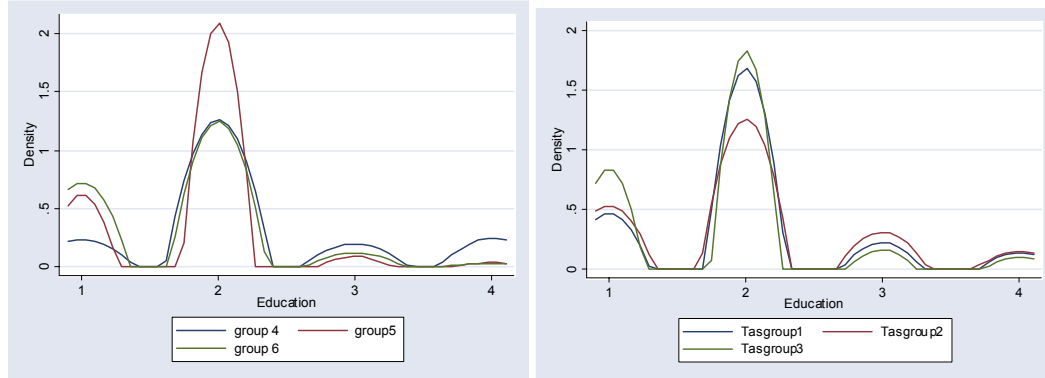 2
1.5
Density
1
.5
0
1 2 3 4
Education
group 4 group5
group 6
2
1.5
Density
1
.5
0
1 2 3 4
Education
Tasgroup1 Tasgroup2
Tasgroup3